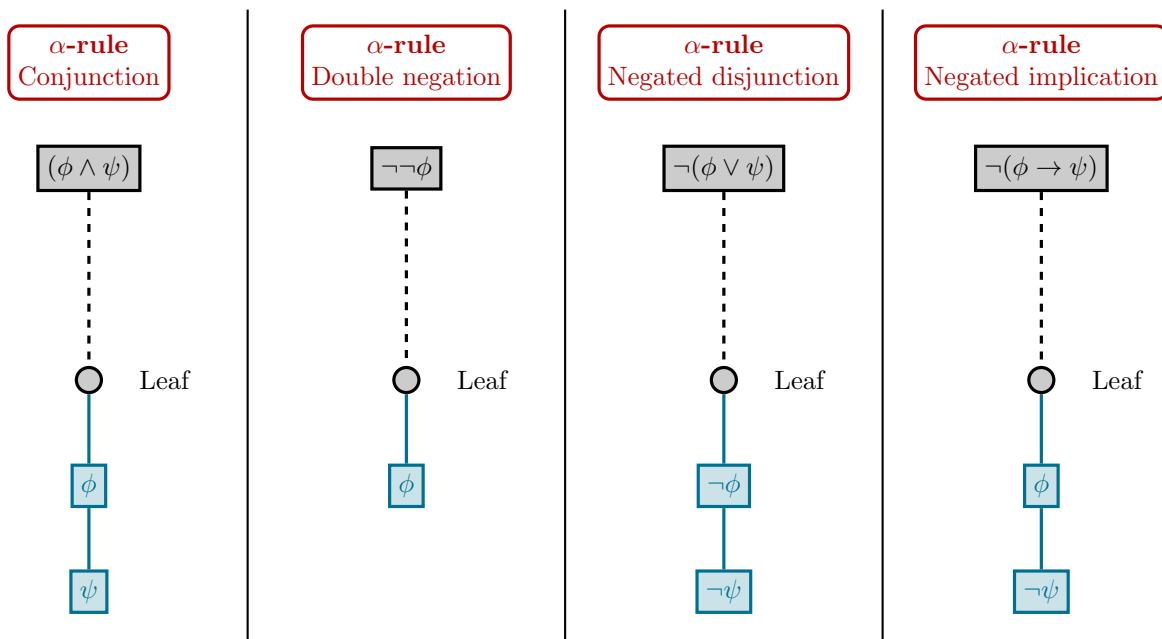 α-rule
Conjunction
(ϕ ∧ ψ)
Leaf
ϕ
ψ
α-rule
Double negation
¬¬ϕ
Leaf
ϕ
α-rule
Negated disjunction
¬(ϕ ∨ ψ)
Leaf
¬ϕ
¬ψ
α-rule
Negated implication
¬(ϕ → ψ)
Leaf
ϕ
¬ψ